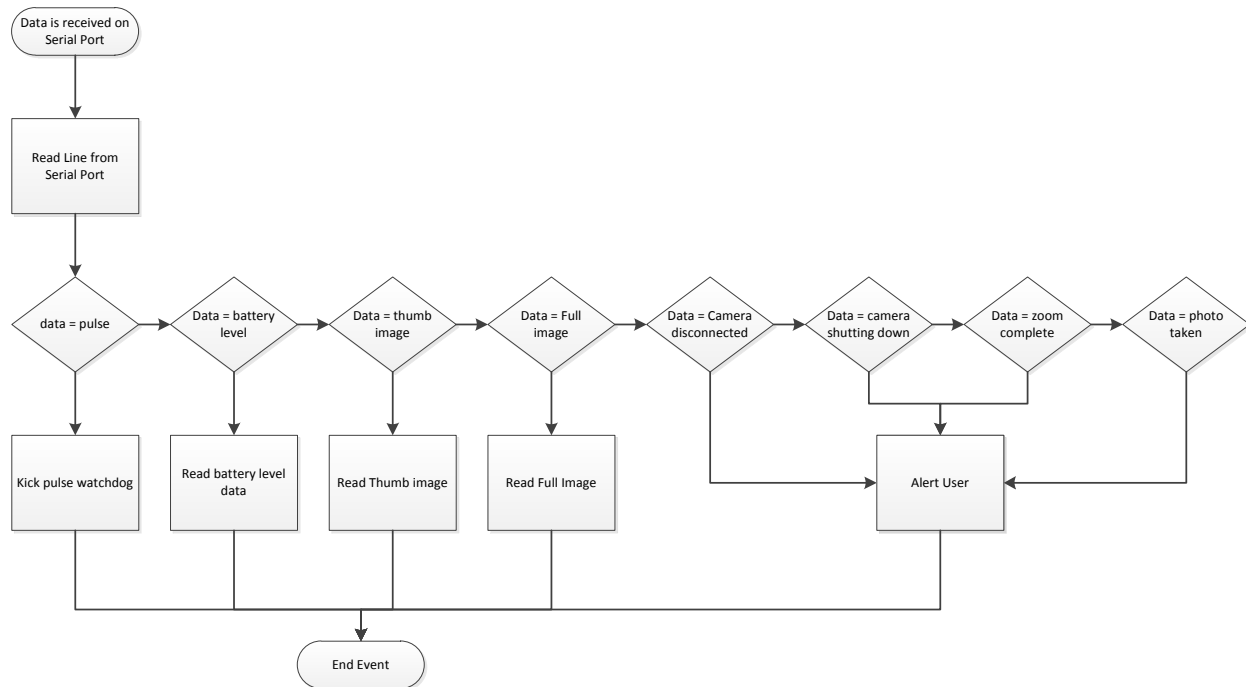 Data is received on
Serial Port
Read Line from
Serial Port
data = pulse
Data = battery
level
Data = thumb
image
Data = Full
image
Data = Camera
disconnected
Data = camera
shutting down
Data = zoom
complete
Data = photo
taken
Kick pulse watchdog
Read battery level
data
Read Thumb image
Read Full Image
Alert User
End Event